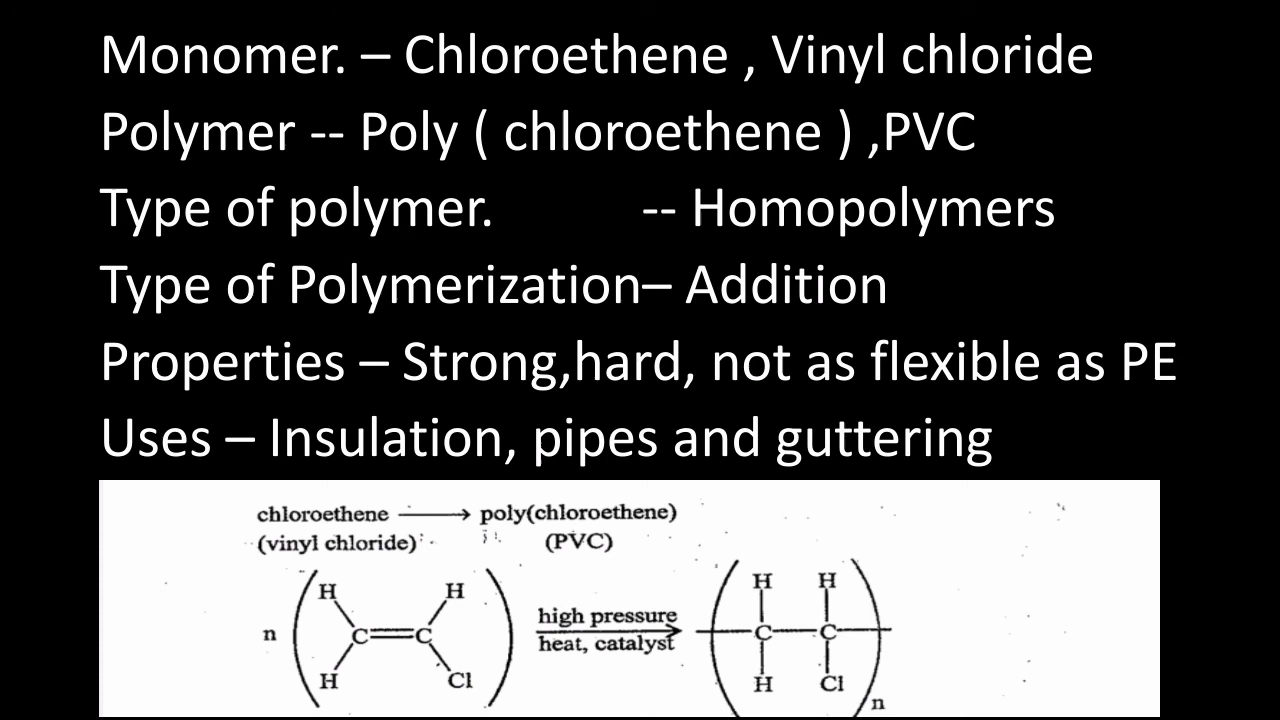 Monomer. – Chloroethene , Vinyl chloride
Polymer -- Poly ( chloroethene ) ,PVC
Type of polymer. -- Homopolymers
Type of Polymerization– Addition
Properties – Strong,hard, not as flexible as PE
Uses – Insulation, pipes and guttering
chloroethene ⟶ poly(chloroethene)
(vinyl chloride) (PVC)
H H H H
high pressure
n C C C C
heat, catalyst
H Cl H Cl
n